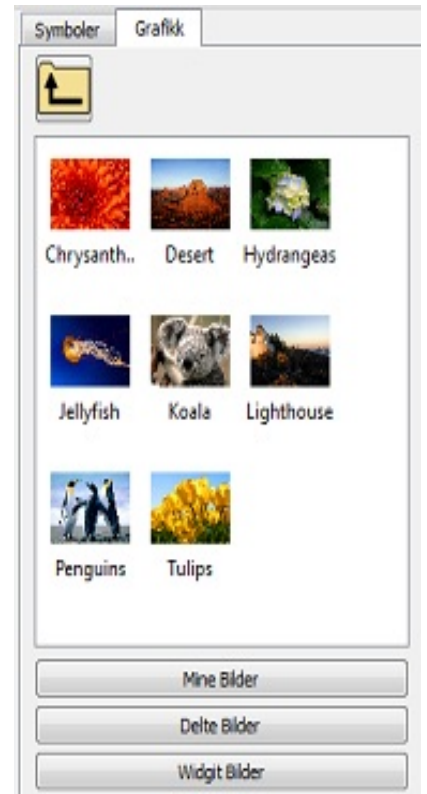 Symboler Grafikk
Chrysanth.. Desert Hydrangeas
Jellyfish Koala Lighthouse
Penguins Tulips
Mine Bilder
Delte Bilder
Widgit Bilder